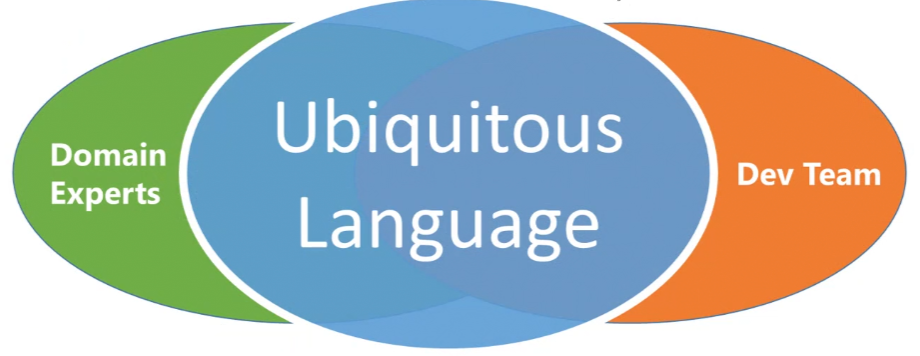 Domain
Experts
Ubiquitous
Language
Dev Team